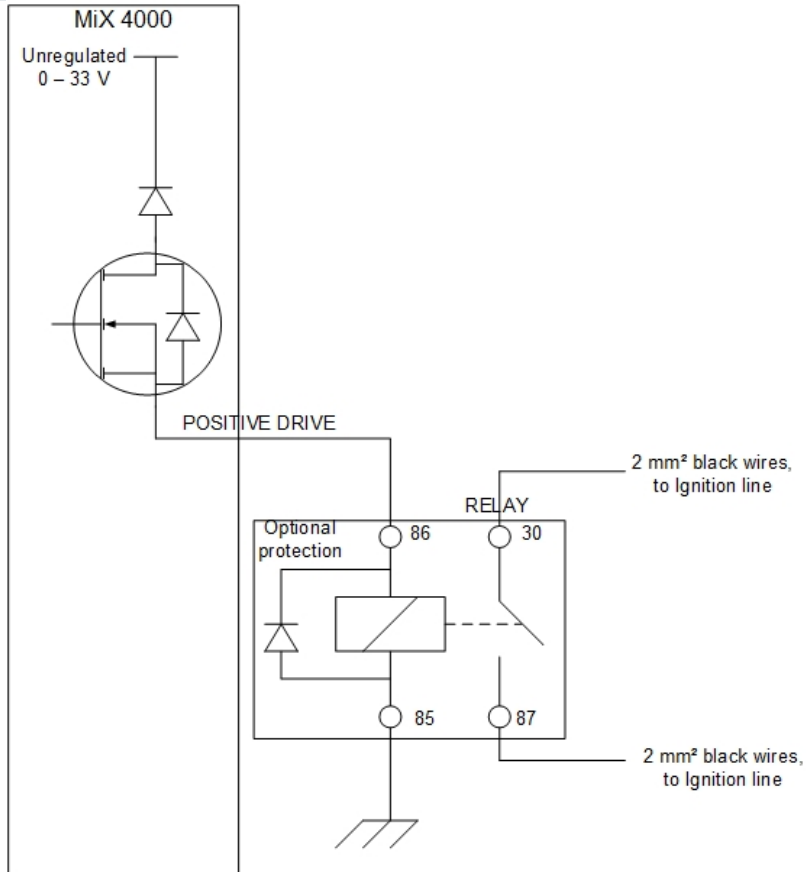 MiX 4000
Unregulated
0 – 33 V
POSITIVE DRIVE
2 mm² black wires,
to Ignition line
RELAY
Optional
protection
86
30
85
87
2 mm² black wires,
to Ignition line